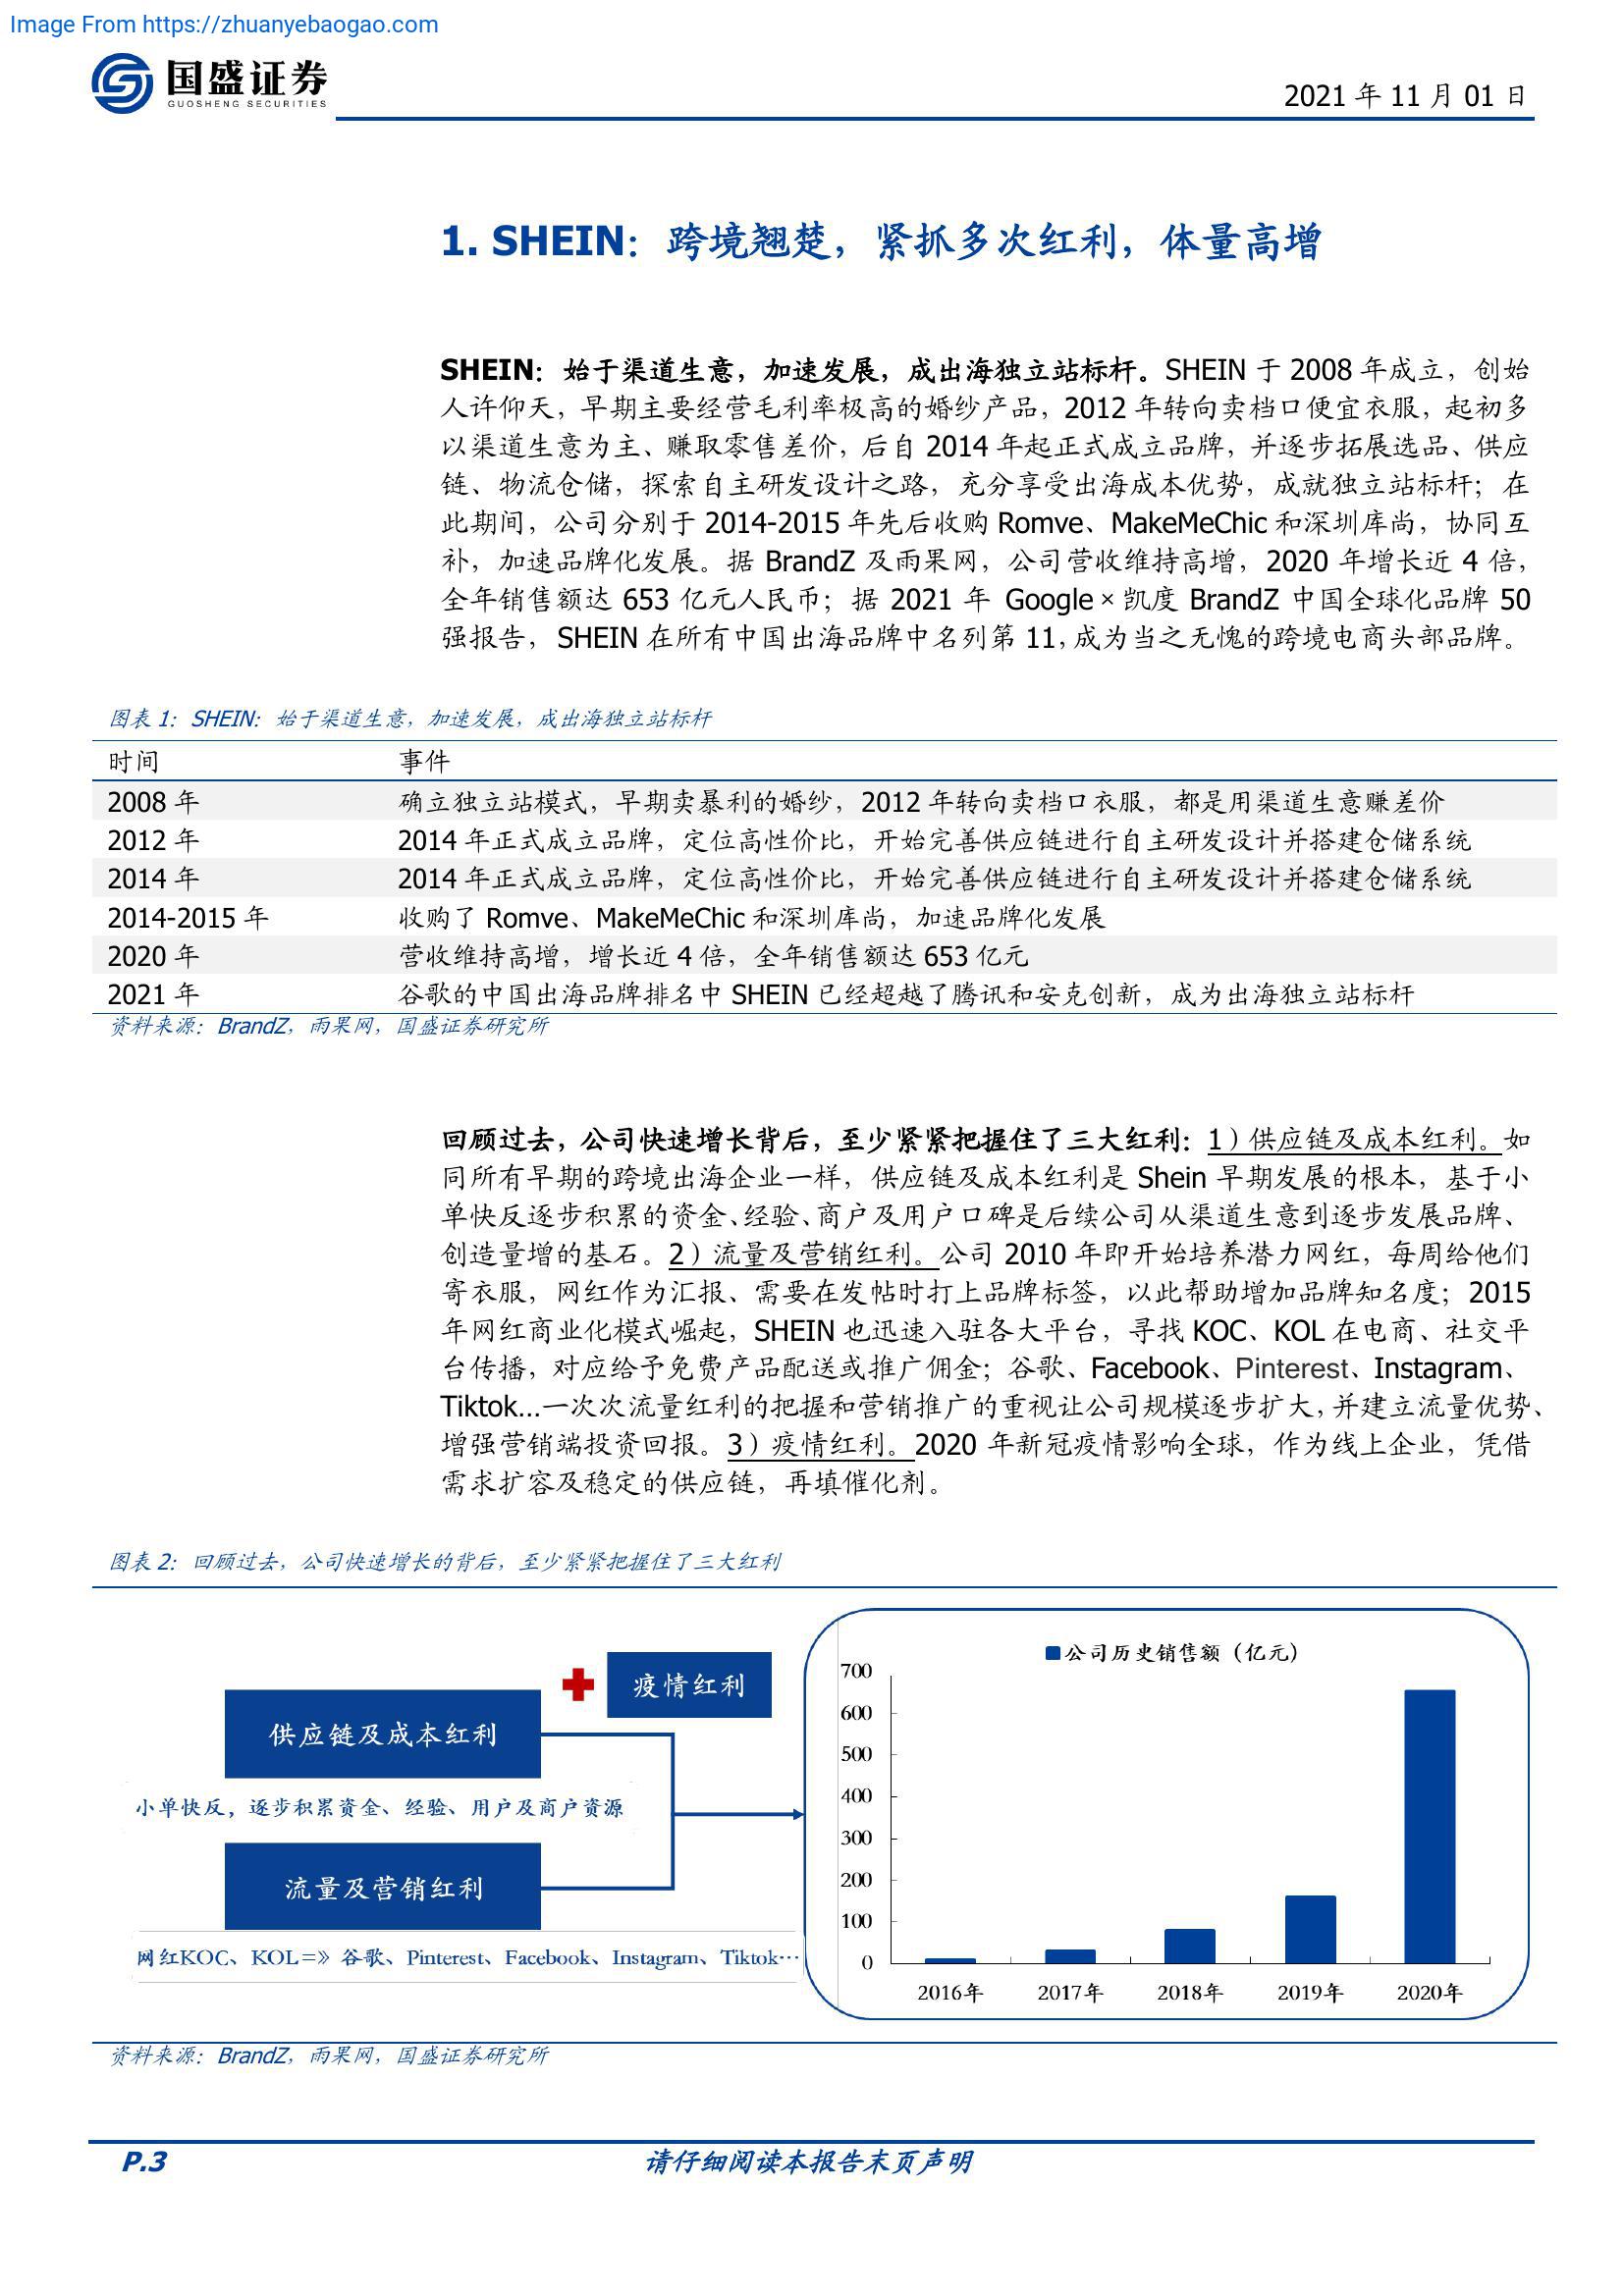 Image From https://zhuanyebaogao.com
国盛证券
GUOSHENG SECURITIES
2021 年 11 月 01 日
1. SHEIN：跨境翘楚，紧抓多次红利，体量高增
SHEIN：始于渠道生意，加速发展，成出海独立站标杆。SHEIN 于 2008 年成立，创始
人许仰天，早期主要经营毛利率极高的婚纱产品，2012 年转向卖档口便宜衣服，起初多
以渠道生意为主、赚取零售差价，后自 2014 年起正式成立品牌，并逐步拓展选品、供应
链、物流仓储，探索自主研发设计之路，充分享受出海成本优势，成就独立站标杆；在
此期间，公司分别于 2014-2015 年先后收购 Romve、MakeMeChic 和深圳库尚，协同互
补，加速品牌化发展。据 BrandZ 及雨果网，公司营收维持高增，2020 年增长近 4 倍，
全年销售额达 653 亿元人民币；据 2021 年 Google×凯度 BrandZ 中国全球化品牌 50
强报告，SHEIN 在所有中国出海品牌中名列第 11，成为当之无愧的跨境电商头部品牌。
图表 1：SHEIN：始于渠道生意，加速发展，成出海独立站标杆
时间 事件
2008 年 确立独立站模式，早期卖暴利的婚纱，2012 年转向卖档口衣服，都是用渠道生意赚差价
2012 年 2014 年正式成立品牌，定位高性价比，开始完善供应链进行自主研发设计并搭建仓储系统
2014 年 2014 年正式成立品牌，定位高性价比，开始完善供应链进行自主研发设计并搭建仓储系统
2014-2015 年 收购了 Romve、MakeMeChic 和深圳库尚，加速品牌化发展
2020 年 营收维持高增，增长近 4 倍，全年销售额达 653 亿元
2021 年 谷歌的中国出海品牌排名中 SHEIN 已经超越了腾讯和安克创新，成为出海独立站标杆
资料来源：BrandZ，雨果网，国盛证券研究所
回顾过去，公司快速增长背后，至少紧紧把握住了三大红利：1）供应链及成本红利。如
同所有早期的跨境出海企业一样，供应链及成本红利是 Shein 早期发展的根本，基于小
单快反逐步积累的资金、经验、商户及用户口碑是后续公司从渠道生意到逐步发展品牌、
创造量增的基石。2）流量及营销红利。公司 2010 年即开始培养潜力网红，每周给他们
寄衣服，网红作为汇报、需要在发帖时打上品牌标签，以此帮助增加品牌知名度；2015
年网红商业化模式崛起，SHEIN 也迅速入驻各大平台，寻找 KOC、KOL 在电商、社交平
台传播，对应给予免费产品配送或推广佣金；谷歌、Facebook、Pinterest、Instagram、
Tiktok…一次次流量红利的把握和营销推广的重视让公司规模逐步扩大，并建立流量优势、
增强营销端投资回报。3）疫情红利。2020 年新冠疫情影响全球，作为线上企业，凭借
需求扩容及稳定的供应链，再填催化剂。
图表 2：回顾过去，公司快速增长的背后，至少紧紧把握住了三大红利
疫情红利
供应链及成本红利
小单快反，逐步积累资金、经验、用户及商户资源
流量及营销红利
网红KOC、KOL=》谷歌、Pinterest、Facebook、Instagram、Tiktok…
公司历史销售额（亿元）
700
600
500
400
300
200
100
0
2016年 2017年 2018年 2019年 2020年
资料来源：BrandZ，雨果网，国盛证券研究所
P.3 请仔细阅读本报告末页声明